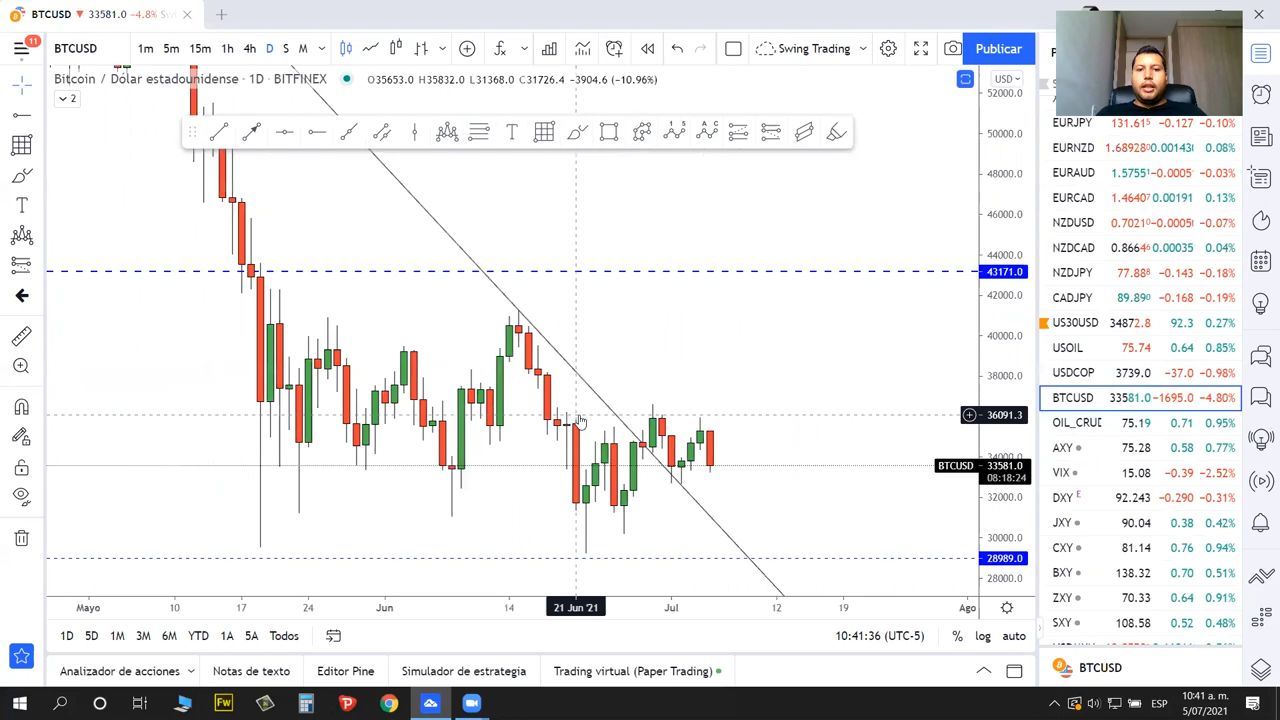 BTCUSD 33581.0 −4.8%
11
BTCUSD
1m 5m 15m 1h 4h D S M
Swing Trading
Publicar
Bitcoin / Dólar estadounidense · 1D · BITFINEX
O35653.0 H35836.0 L31368.0 C31726.4 −3904.6 (−10.96%)
USD
2
52000.0
50000.0
48000.0
46000.0
44000.0
43171.0
42000.0
40000.0
38000.0
36091.3
34000.0
BTCUSD 33581.0
08:18:24
32000.0
30000.0
28989.0
28000.0
Mayo 10 17 24 Jun 14 21 Jun '21 Jul 12 19 Ago
1D 5D 1M 3M 6M YTD 1A 5A Todos
10:41:36 (UTC-5) % log auto
Analizador de acciones Notas de texto Editor Pine Simulador de estrategia Trading virtual (Paper Trading)
EURJPY 131.615 −0.127 −0.10%
EURNZD 1.689280 0.00143 0.08%
EURAUD 1.5755 −0.0005 −0.03%
EURCAD 1.46407 0.00191 0.13%
NZDUSD 0.70210 −0.0005 −0.07%
NZDCAD 0.86646 0.00035 0.04%
NZDJPY 77.888 −0.143 −0.18%
CADJPY 89.890 −0.168 −0.19%
US30USD 34872.8 92.3 0.27%
USOIL 75.74 0.64 0.85%
USDCOP 3739.0 −37.0 −0.98%
BTCUSD 33581.0 −1695.0 −4.80%
OIL_CRUD 75.19 0.71 0.95%
AXY 75.28 0.58 0.77%
VIX 15.08 −0.39 −2.52%
DXY E 92.243 −0.290 −0.31%
JXY 90.04 0.38 0.42%
CXY 81.14 0.76 0.94%
BXY 138.32 0.70 0.51%
ZXY 70.33 0.64 0.91%
SXY 108.58 0.52 0.48%
BTCUSD
ESP
10:41 a. m.
5/07/2021